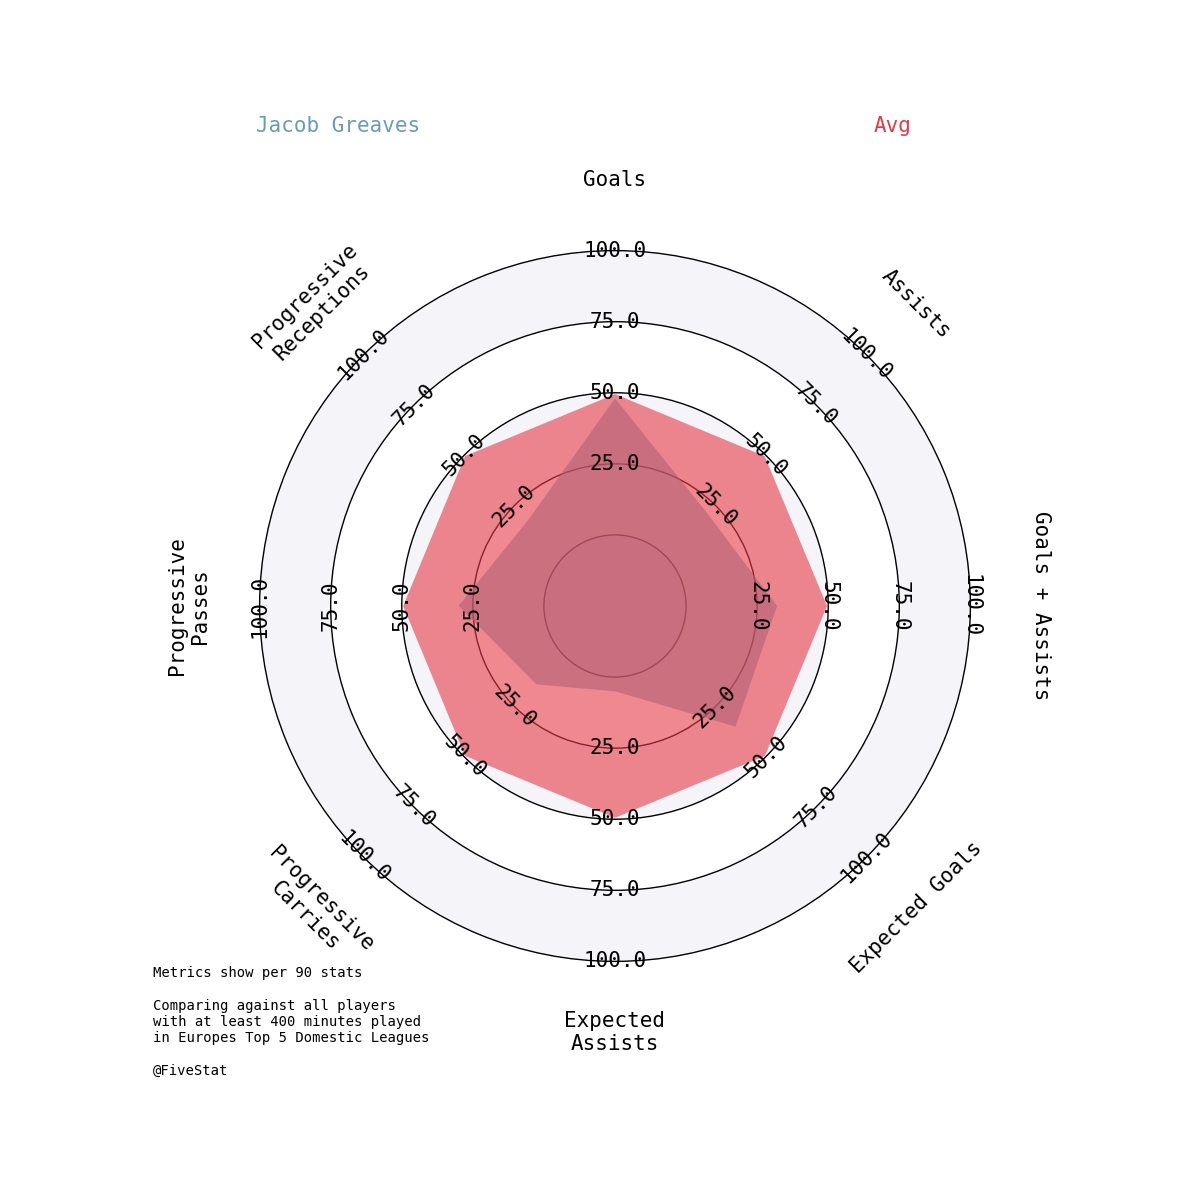 Jacob Greaves
Avg
Goals
Assists
Goals + Assists
Expected Goals
Expected
Assists
Progressive
Carries
Progressive
Passes
Progressive
Receptions
100.0
75.0
50.0
25.0
100.0
75.0
50.0
25.0
100.0
75.0
50.0
25.0
100.0
75.0
50.0
25.0
100.0
75.0
50.0
25.0
100.0
75.0
50.0
25.0
100.0
75.0
50.0
25.0
100.0
75.0
50.0
25.0
Metrics show per 90 stats
Comparing against all players
with at least 400 minutes played
in Europes Top 5 Domestic Leagues
@FiveStat